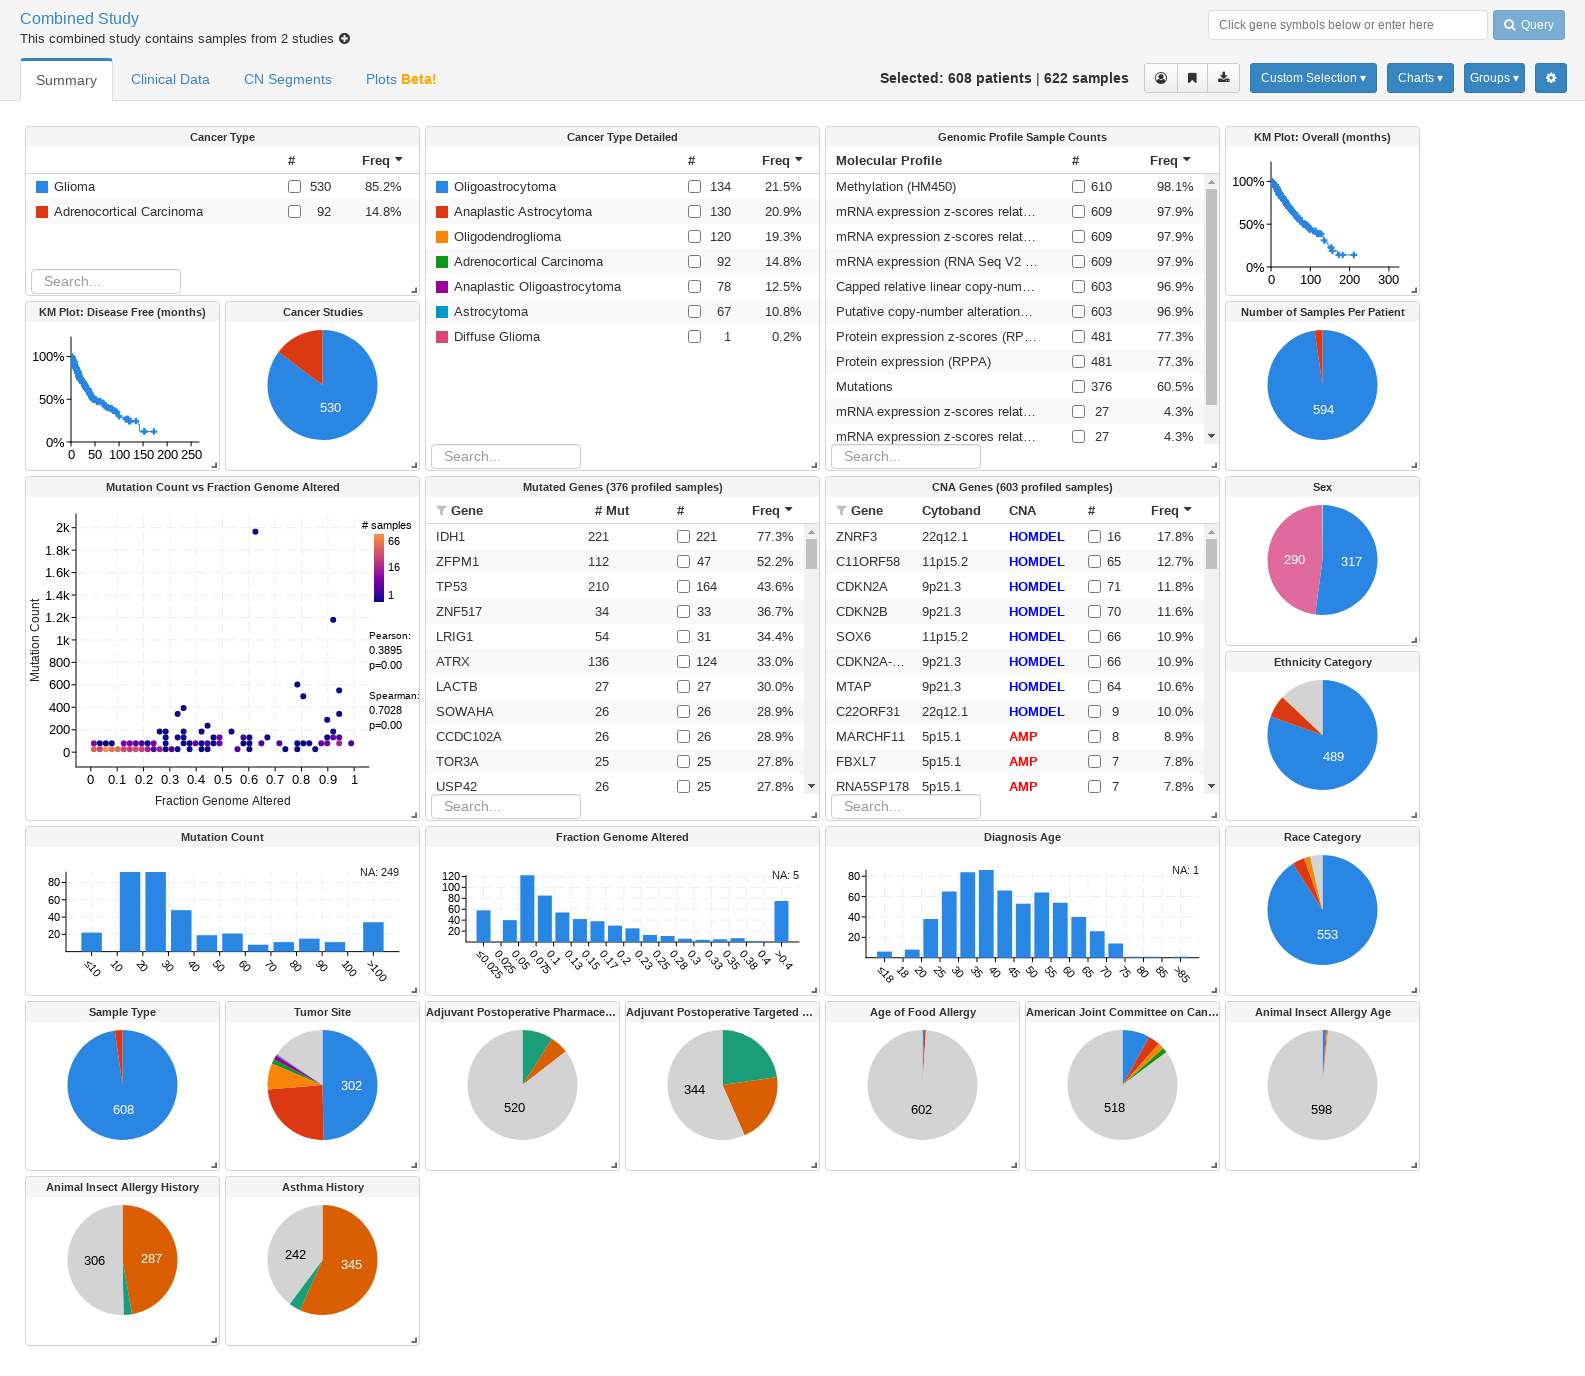 Combined Study
This combined study contains samples from 2 studies
Click gene symbols below or enter here
Query
Summary
Clinical Data
CN Segments
Plots Beta!
Selected: 608 patients | 622 samples
Custom Selection ▾
Charts ▾
Groups ▾
Cancer Type
# Freq
Glioma 530 85.2%
Adrenocortical Carcinoma 92 14.8%
Search...
Cancer Type Detailed
# Freq
Oligoastrocytoma 134 21.5%
Anaplastic Astrocytoma 130 20.9%
Oligodendroglioma 120 19.3%
Adrenocortical Carcinoma 92 14.8%
Anaplastic Oligoastrocytoma 78 12.5%
Astrocytoma 67 10.8%
Diffuse Glioma 1 0.2%
Search...
Genomic Profile Sample Counts
Molecular Profile # Freq
Methylation (HM450) 610 98.1%
mRNA expression z-scores relat... 609 97.9%
mRNA expression z-scores relat... 609 97.9%
mRNA expression (RNA Seq V2 ... 609 97.9%
Capped relative linear copy-num... 603 96.9%
Putative copy-number alteration... 603 96.9%
Protein expression z-scores (RP... 481 77.3%
Protein expression (RPPA) 481 77.3%
Mutations 376 60.5%
mRNA expression z-scores relat... 27 4.3%
mRNA expression z-scores relat... 27 4.3%
Search...
KM Plot: Overall (months)
100%
50%
0%
0 100 200 300
KM Plot: Disease Free (months)
100%
50%
0%
0 50 100 150 200 250
Cancer Studies
530
Number of Samples Per Patient
594
Mutation Count vs Fraction Genome Altered
Mutation Count
2k
1.8k
1.6k
1.4k
1.2k
1k
800
600
400
200
0
0 0.1 0.2 0.3 0.4 0.5 0.6 0.7 0.8 0.9 1
Fraction Genome Altered
# samples
66
16
1
Pearson:
0.3895
p=0.00
Spearman:
0.7028
p=0.00
Mutated Genes (376 profiled samples)
Gene # Mut # Freq
IDH1 221 221 77.3%
ZFPM1 112 47 52.2%
TP53 210 164 43.6%
ZNF517 34 33 36.7%
LRIG1 54 31 34.4%
ATRX 136 124 33.0%
LACTB 27 27 30.0%
SOWAHA 26 26 28.9%
CCDC102A 26 26 28.9%
TOR3A 25 25 27.8%
USP42 26 25 27.8%
Search...
CNA Genes (603 profiled samples)
Gene Cytoband CNA # Freq
ZNRF3 22q12.1 HOMDEL 16 17.8%
C11ORF58 11p15.2 HOMDEL 65 12.7%
CDKN2A 9p21.3 HOMDEL 71 11.8%
CDKN2B 9p21.3 HOMDEL 70 11.6%
SOX6 11p15.2 HOMDEL 66 10.9%
CDKN2A-... 9p21.3 HOMDEL 66 10.9%
MTAP 9p21.3 HOMDEL 64 10.6%
C22ORF31 22q12.1 HOMDEL 9 10.0%
MARCHF11 5p15.1 AMP 8 8.9%
FBXL7 5p15.1 AMP 7 7.8%
RNA5SP178 5p15.1 AMP 7 7.8%
Search...
Sex
290
317
Ethnicity Category
489
Mutation Count
NA: 249
80
60
40
20
≤10 10 20 30 40 50 60 70 80 90 100 >100
Fraction Genome Altered
NA: 5
120
100
80
60
40
20
≤0.025 0.025 0.05 0.075 0.1 0.13 0.15 0.17 0.2 0.23 0.25 0.28 0.3 0.33 0.35 0.38 0.4 >0.4
Diagnosis Age
NA: 1
80
60
40
20
≤18 18 20 25 30 35 40 45 50 55 60 65 70 75 80 85 >85
Race Category
553
Sample Type
608
Tumor Site
302
Adjuvant Postoperative Pharmace...
520
Adjuvant Postoperative Targeted ...
344
Age of Food Allergy
602
American Joint Committee on Can...
518
Animal Insect Allergy Age
598
Animal Insect Allergy History
306
287
Asthma History
242
345